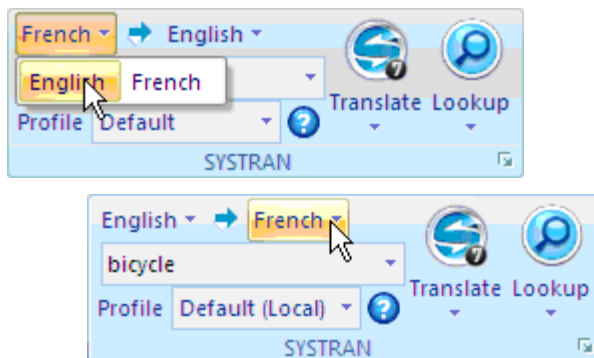 French English
English French
Translate Lookup
Profile Default
SYSTRAN
English French
bicycle
Translate Lookup
Profile Default (Local)
SYSTRAN